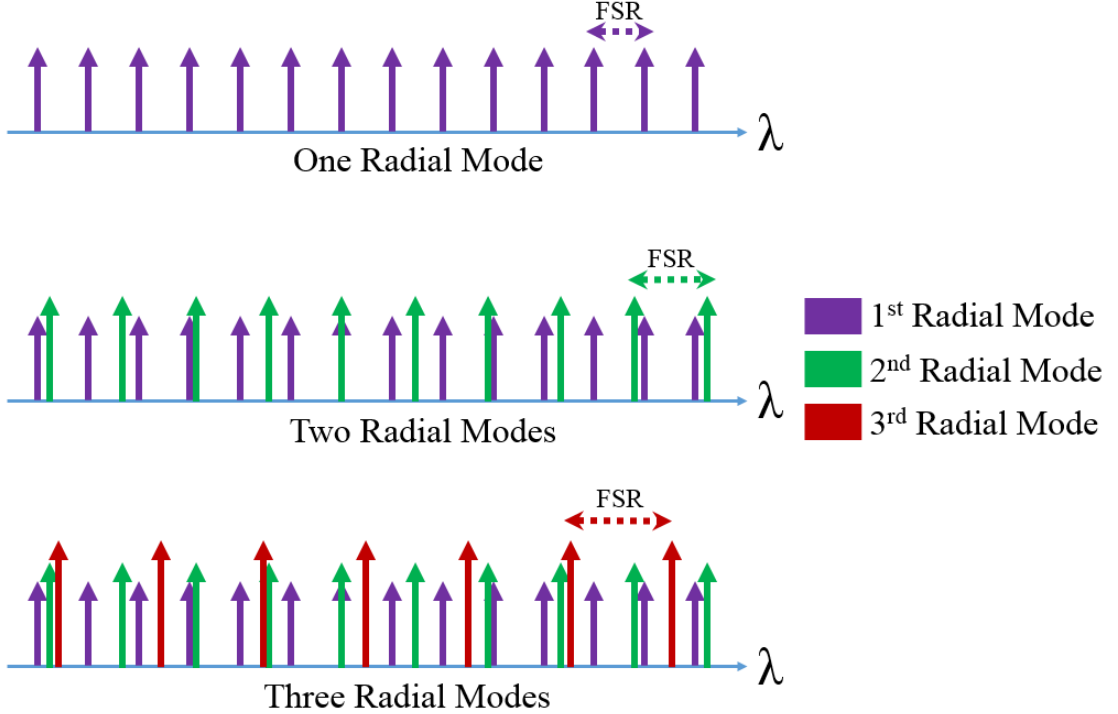 FSR
λ
One Radial Mode
FSR
λ
1st Radial Mode
2nd Radial Mode
3rd Radial Mode
Two Radial Modes
FSR
λ
Three Radial Modes